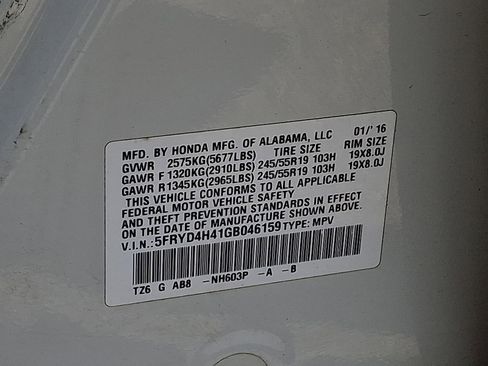 MFD. BY HONDA MFG. OF ALABAMA, LLC 01/'16
GVWR 2575KG(5677LBS) TIRE SIZE RIM SIZE
GAWR F 1320KG(2910LBS) 245/55R19 103H 19X8.0J
GAWR R1345KG(2965LBS) 245/55R19 103H 19X8.0J
THIS VEHICLE CONFORMS TO ALL APPLICABLE
FEDERAL MOTOR VEHICLE SAFETY
AND THEFT PREVENTION STANDARDS IN EFFECT
ON THE DATE OF MANUFACTURE SHOWN ABOVE.
V.I.N.: 5FRYD4H41GB046159 TYPE: MPV
TZ6 G AB8 -NH603P -A -B